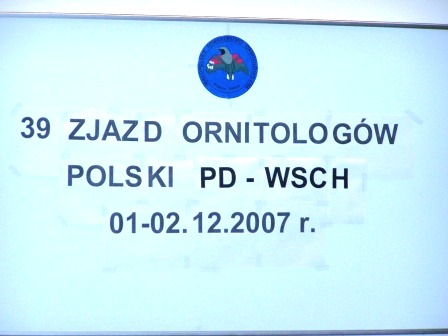 39 ZJAZD ORNITOLOGÓW
POLSKI PD - WSCH
01-02.12.2007 r.